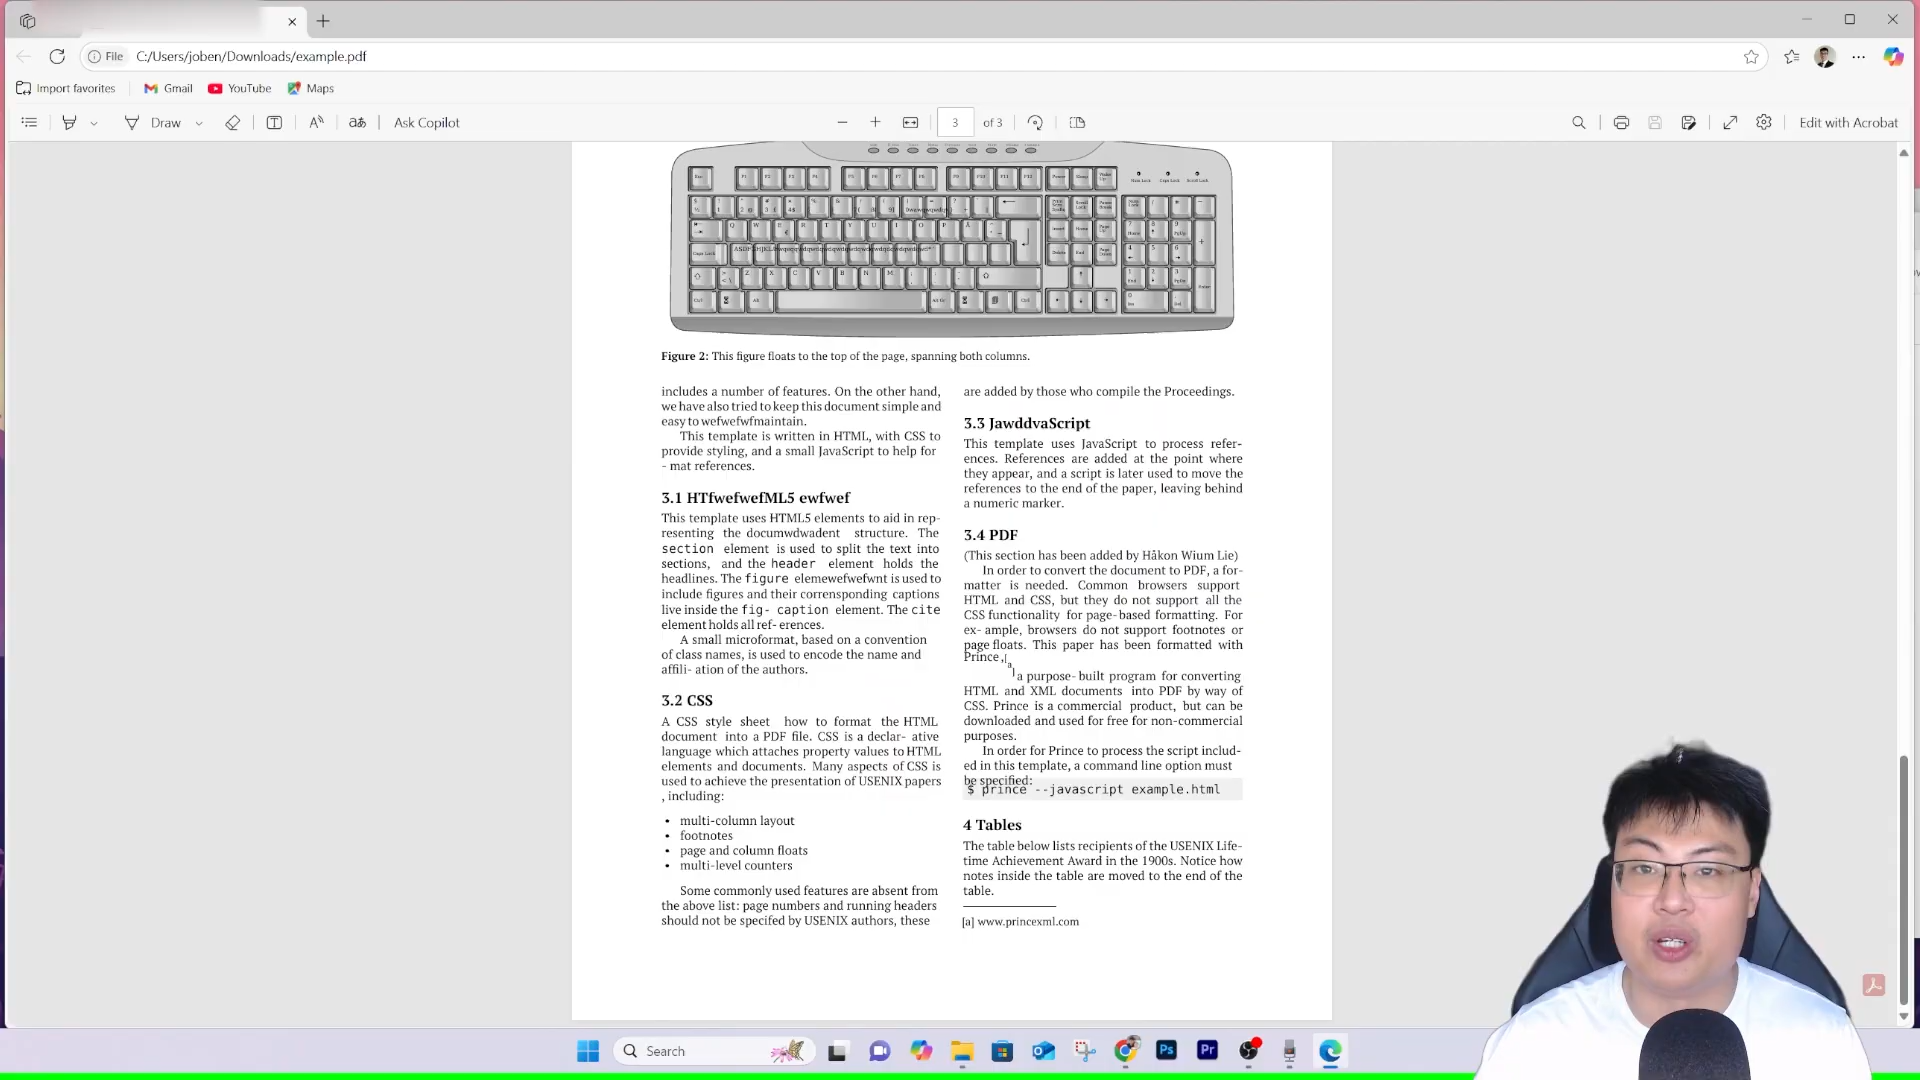 File C:/Users/joben/Downloads/example.pdf
Import favorites Gmail YouTube Maps
Draw Ask Copilot 3 of 3 Edit with Acrobat
Figure 2: This figure floats to the top of the page, spanning both columns.
includes a number of features. On the other hand,
we have also tried to keep this document simple and
easy to wefwefwfmaintain.
This template is written in HTML, with CSS to
provide styling, and a small JavaScript to help for
- mat references.
3.1 HTfwefwefML5 ewfwef
This template uses HTML5 elements to aid in rep-
resenting the documwdwadent structure. The
section element is used to split the text into
sections, and the header element holds the
headlines. The figure elemewefwefwnt is used to
include figures and their corrensponding captions
live inside the fig- caption element. The cite
element holds all ref- erences.
A small microformat, based on a convention
of class names, is used to encode the name and
affili- ation of the authors.
3.2 CSS
A CSS style sheet how to format the HTML
document into a PDF file. CSS is a declar- ative
language which attaches property values to HTML
elements and documents. Many aspects of CSS is
used to achieve the presentation of USENIX papers
, including:
• multi-column layout
• footnotes
• page and column floats
• multi-level counters
Some commonly used features are absent from
the above list: page numbers and running headers
should not be specifed by USENIX authors, these
are added by those who compile the Proceedings.
3.3 JawddvaScript
This template uses JavaScript to process refer-
ences. References are added at the point where
they appear, and a script is later used to move the
references to the end of the paper, leaving behind
a numeric marker.
3.4 PDF
(This section has been added by Håkon Wium Lie)
In order to convert the document to PDF, a for-
matter is needed. Common browsers support
HTML and CSS, but they do not support all the
CSS functionality for page-based formatting. For
ex- ample, browsers do not support footnotes or
page floats. This paper has been formatted with
Prince ,[
a
] a purpose- built program for converting
HTML and XML documents into PDF by way of
CSS. Prince is a commercial product, but can be
downloaded and used for free for non-commercial
purposes.
In order for Prince to process the script includ-
ed in this template, a command line option must
be specified:
$ prince --javascript example.html
4 Tables
The table below lists recipients of the USENIX Life-
time Achievement Award in the 1900s. Notice how
notes inside the table are moved to the end of the
table.
[a] www.princexml.com
Search
Ps Pr